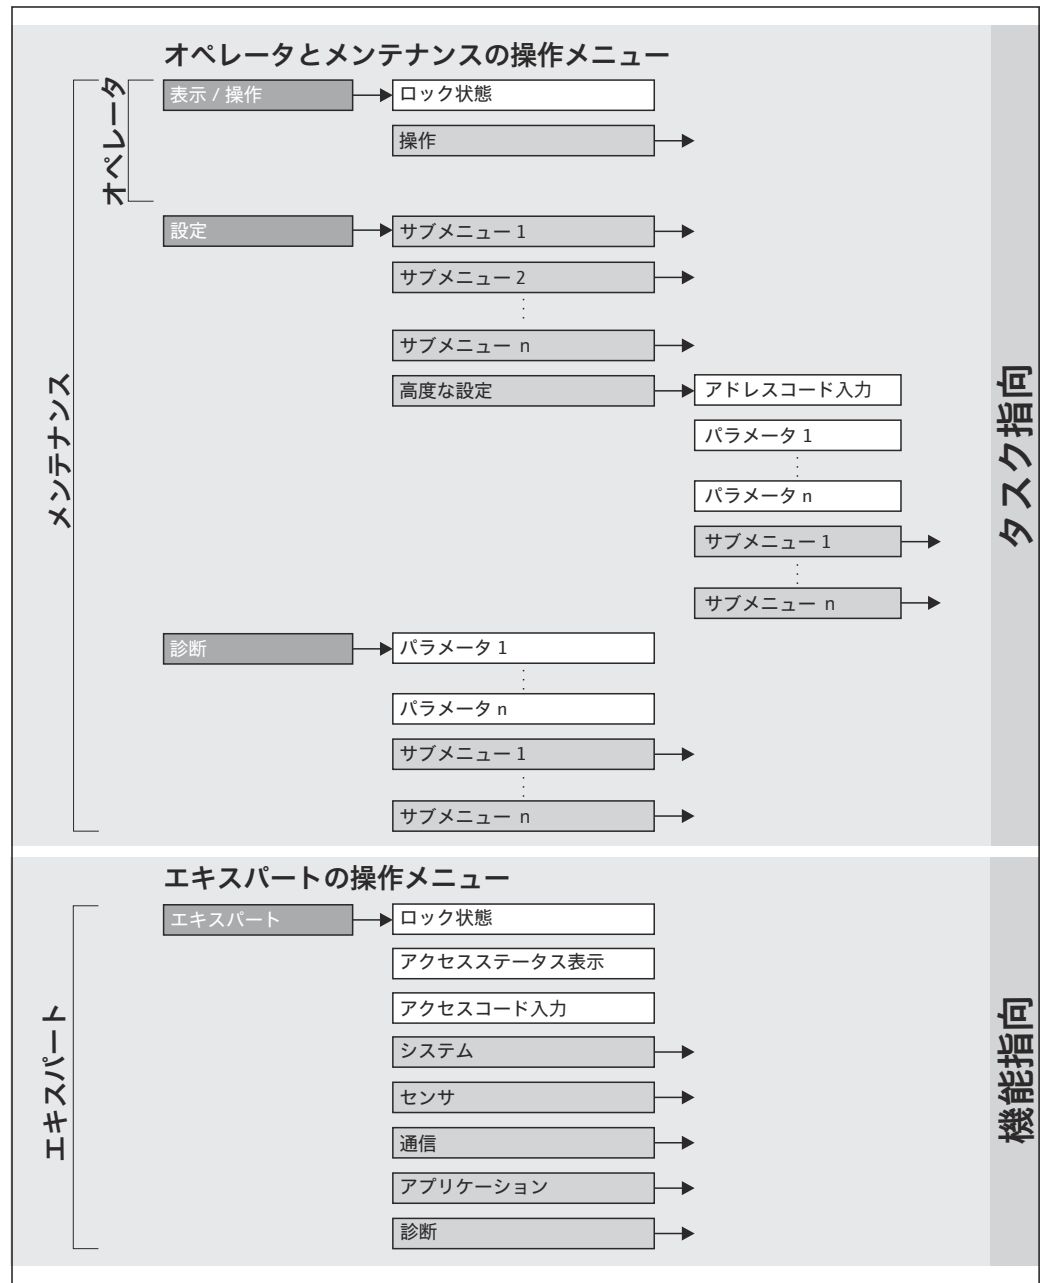 オペレータとメンテナンスの操作メニュー
オペレータ
表示 / 操作
ロック状態
操作
設定
サブメニュー 1
サブメニュー 2
サブメニュー n
高度な設定
アドレスコード入力
パラメータ 1
パラメータ n
サブメニュー 1
サブメニュー n
メンテナンス
タスク指向
診断
パラメータ 1
パラメータ n
サブメニュー 1
サブメニュー n
エキスパートの操作メニュー
エキスパート
ロック状態
アクセスステータス表示
アクセスコード入力
システム
センサ
通信
アプリケーション
診断
エキスパート
機能指向